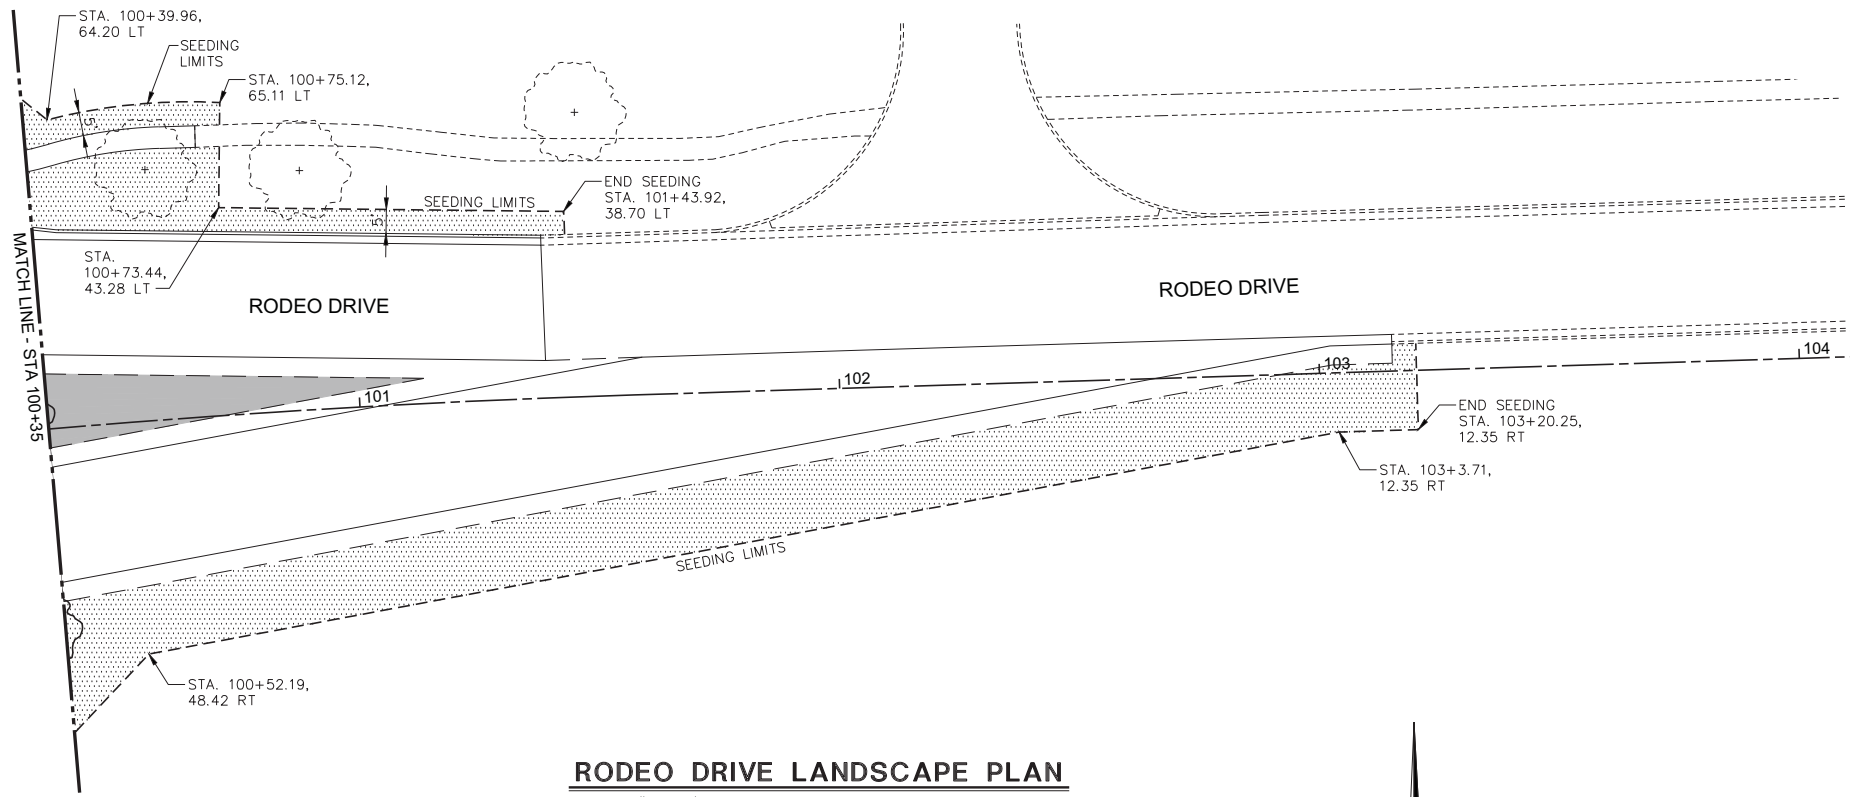 STA. 100+39.96,
64.20 LT
SEEDING
LIMITS
STA. 100+75.12,
65.11 LT
5'
END SEEDING
STA. 101+43.92,
38.70 LT
SEEDING LIMITS
5'
STA.
100+73.44,
43.28 LT
MATCH LINE - STA 100+35
RODEO DRIVE
RODEO DRIVE
101
102
103
104
END SEEDING
STA. 103+20.25,
12.35 RT
STA. 103+3.71,
12.35 RT
SEEDING LIMITS
STA. 100+52.19,
48.42 RT
RODEO DRIVE LANDSCAPE PLAN